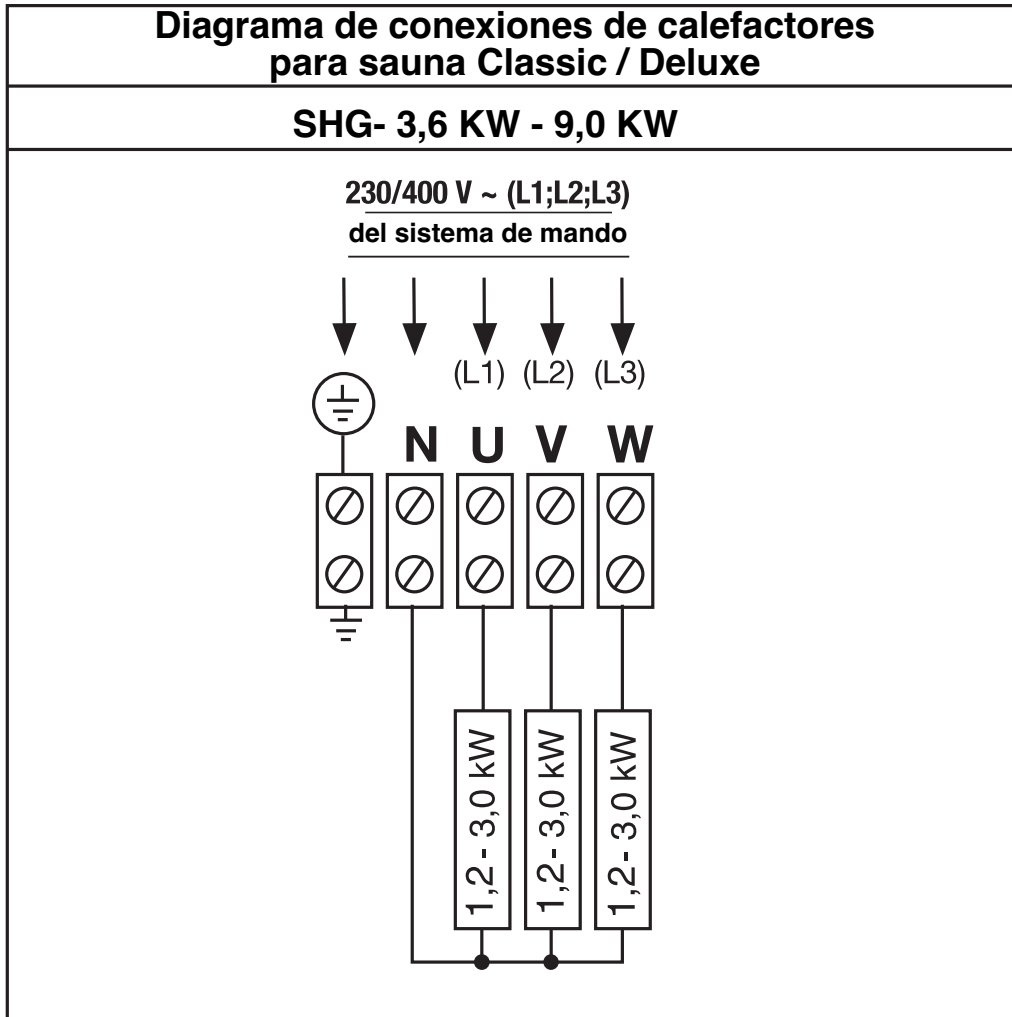 Diagrama de conexiones de calefactores
para sauna Classic / Deluxe
SHG- 3,6 KW - 9,0 KW
230/400 V ~ (L1;L2;L3)
del sistema de mando
(L1) (L2) (L3)
N U V W
1,2 - 3,0 kW
1,2 - 3,0 kW
1,2- 3,0 kW